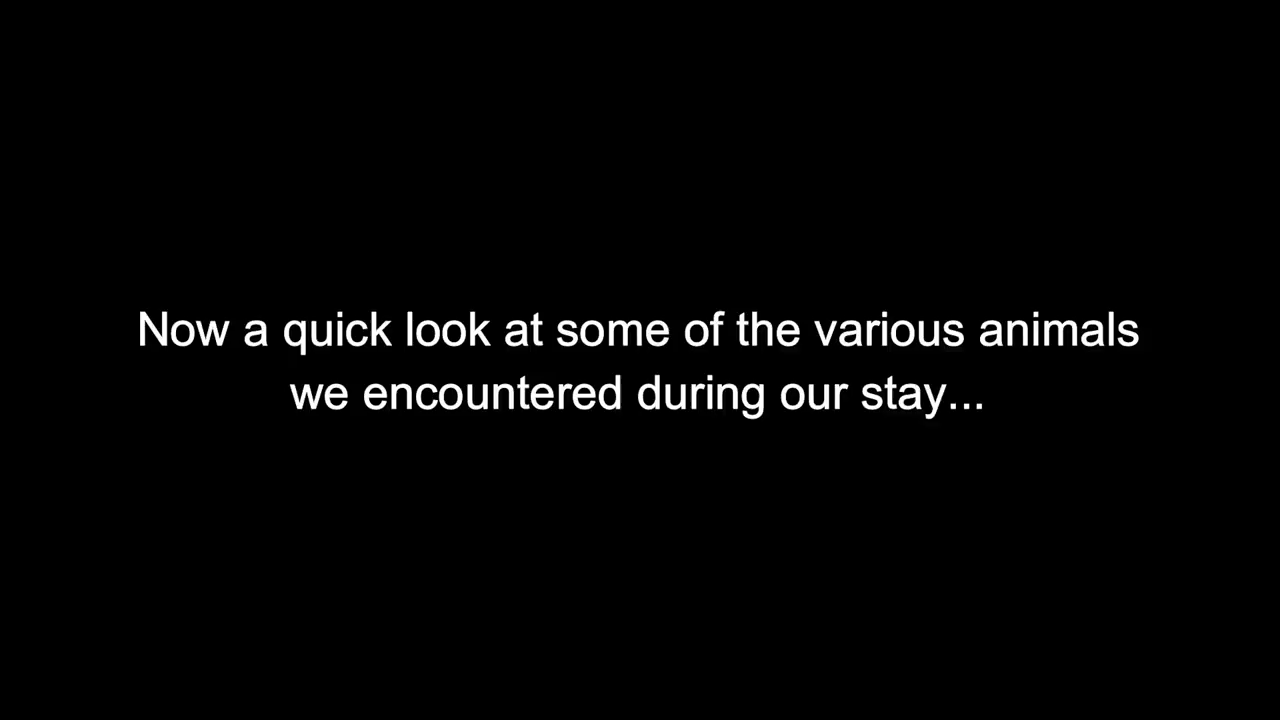 Now a quick look at some of the various animals
we encountered during our stay...